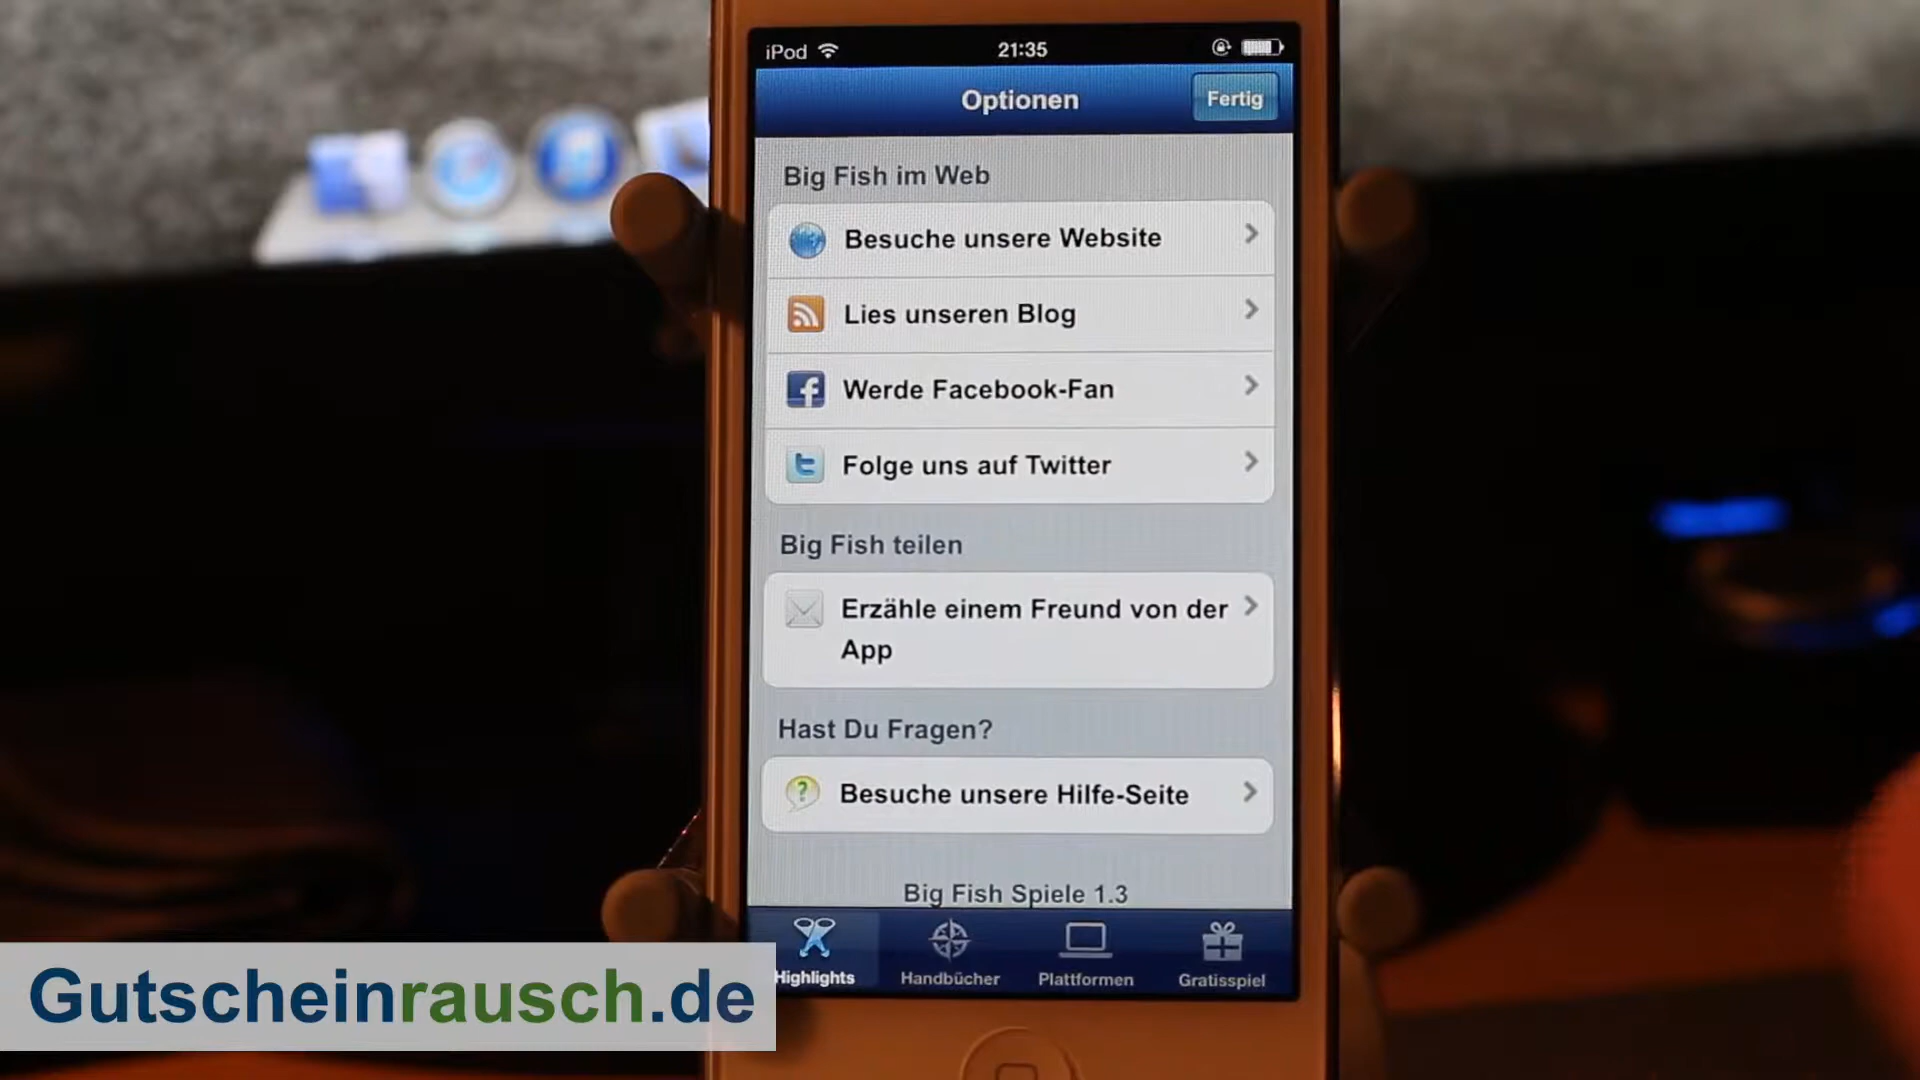 iPod
21:35
Optionen
Fertig
Big Fish im Web
Besuche unsere Website
Lies unseren Blog
Werde Facebook-Fan
Folge uns auf Twitter
Big Fish teilen
Erzähle einem Freund von der
App
Hast Du Fragen?
Besuche unsere Hilfe-Seite
Big Fish Spiele 1.3
Highlights
Handbücher
Plattformen
Gratisspiel
Gutscheinrausch.de